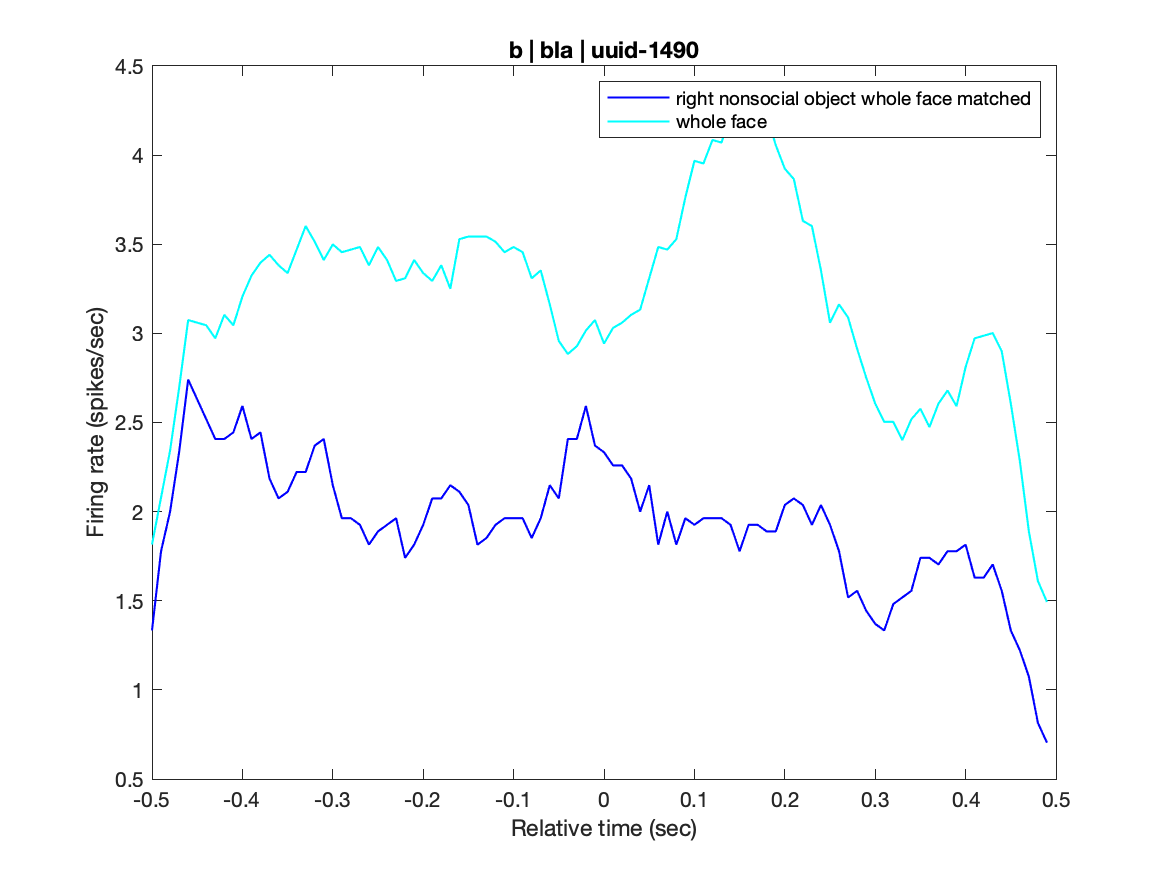 b | bla | uuid-1490
4.5
4
3.5
3
2.5
2
1.5
1
0.5
Firing rate (spikes/sec)
right nonsocial object whole face matched
whole face
-0.5 -0.4 -0.3 -0.2 -0.1 0 0.1 0.2 0.3 0.4 0.5
Relative time (sec)